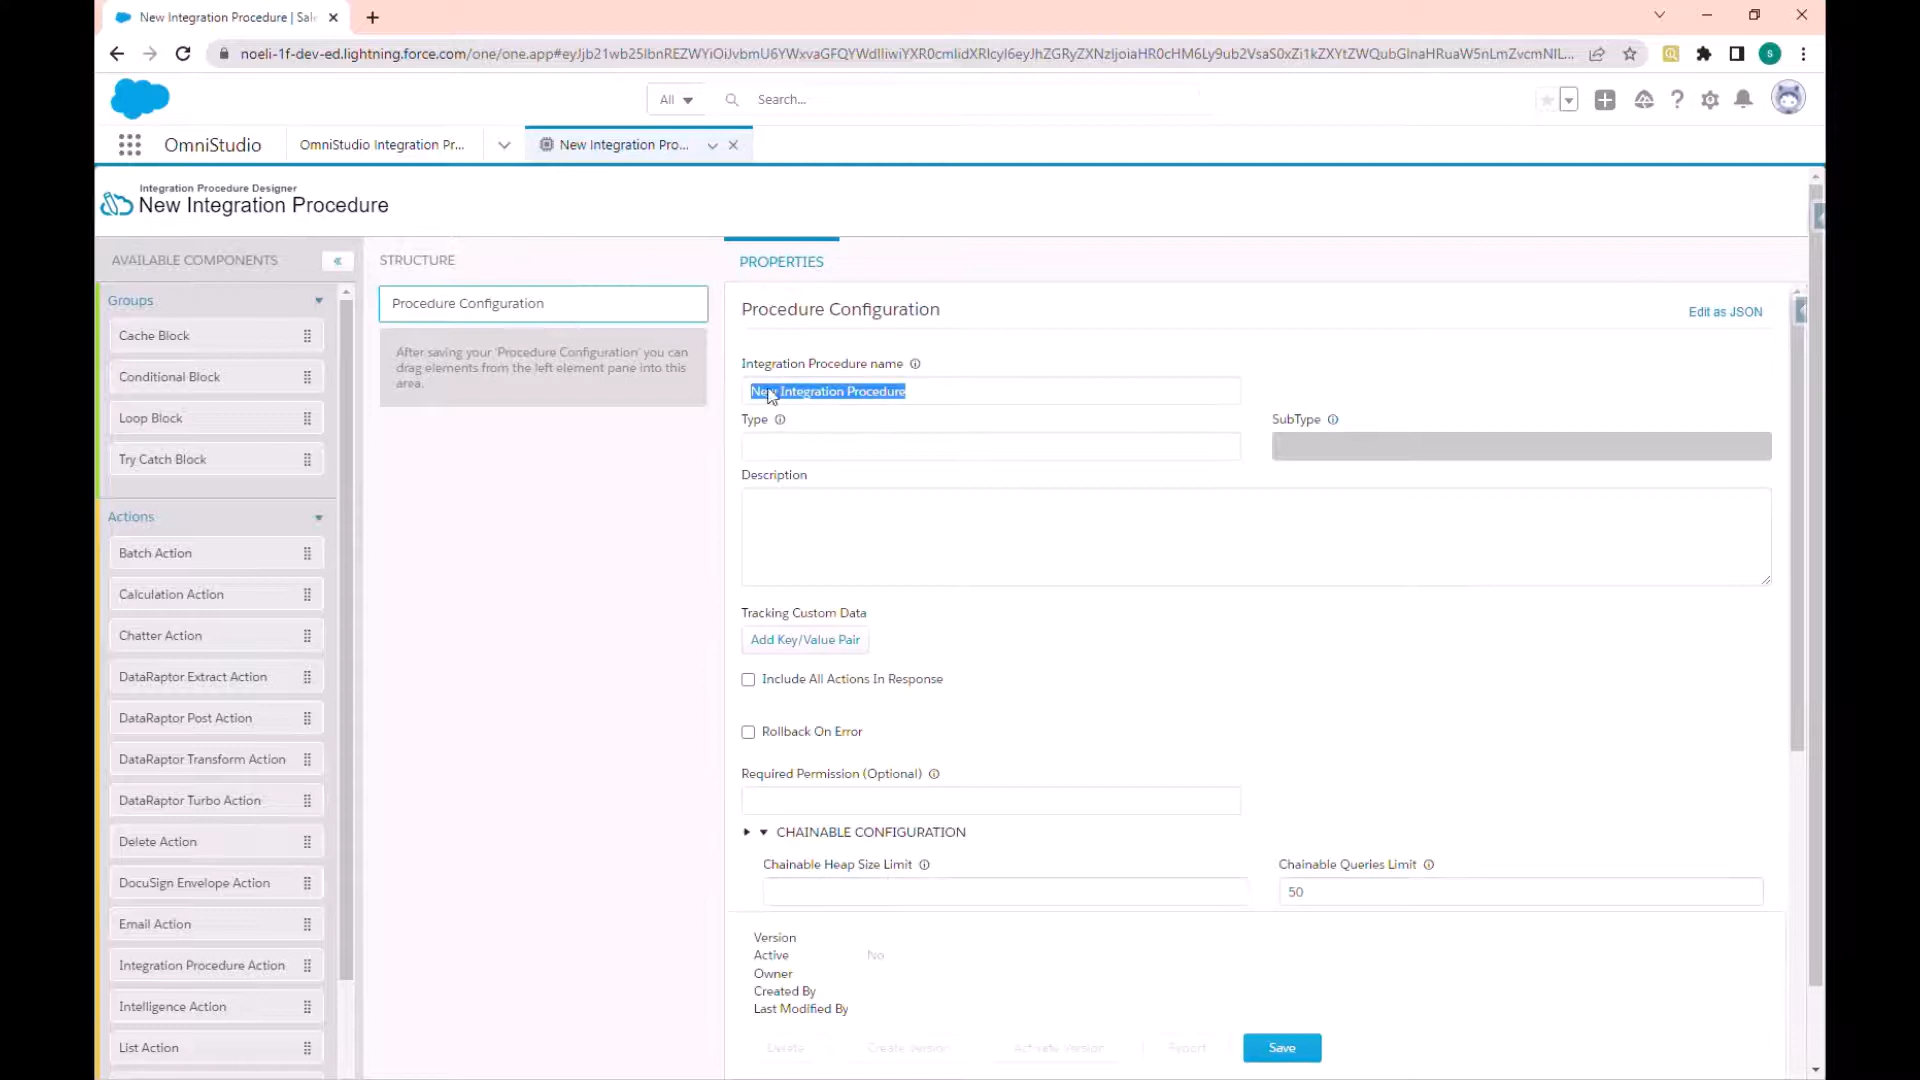 New Integration Procedure | Sale
noeli-1f-dev-ed.lightning.force.com/one/one.app#
S
All
Search...
OmniStudio
OmniStudio Integration Pr...
New Integration Pro...
Integration Procedure Designer
New Integration Procedure
AVAILABLE COMPONENTS
STRUCTURE
PROPERTIES
Groups
Cache Block
Conditional Block
Loop Block
Try Catch Block
Actions
Batch Action
Calculation Action
Chatter Action
DataRaptor Extract Action
DataRaptor Post Action
DataRaptor Transform Action
DataRaptor Turbo Action
Delete Action
DocuSign Envelope Action
Email Action
Integration Procedure Action
Intelligence Action
List Action
Procedure Configuration
After saving your 'Procedure Configuration' you can
drag elements from the left element pane into this
area.
Procedure Configuration
Edit as JSON
Integration Procedure name
New Integration Procedure
Type
SubType
Description
Tracking Custom Data
Add Key/Value Pair
Include All Actions In Response
Rollback On Error
Required Permission (Optional)
CHAINABLE CONFIGURATION
Chainable Heap Size Limit
Chainable Queries Limit
50
Version
Active No
Owner
Created By
Last Modified By
Delete
Create Version
Activate Version
Export
Save